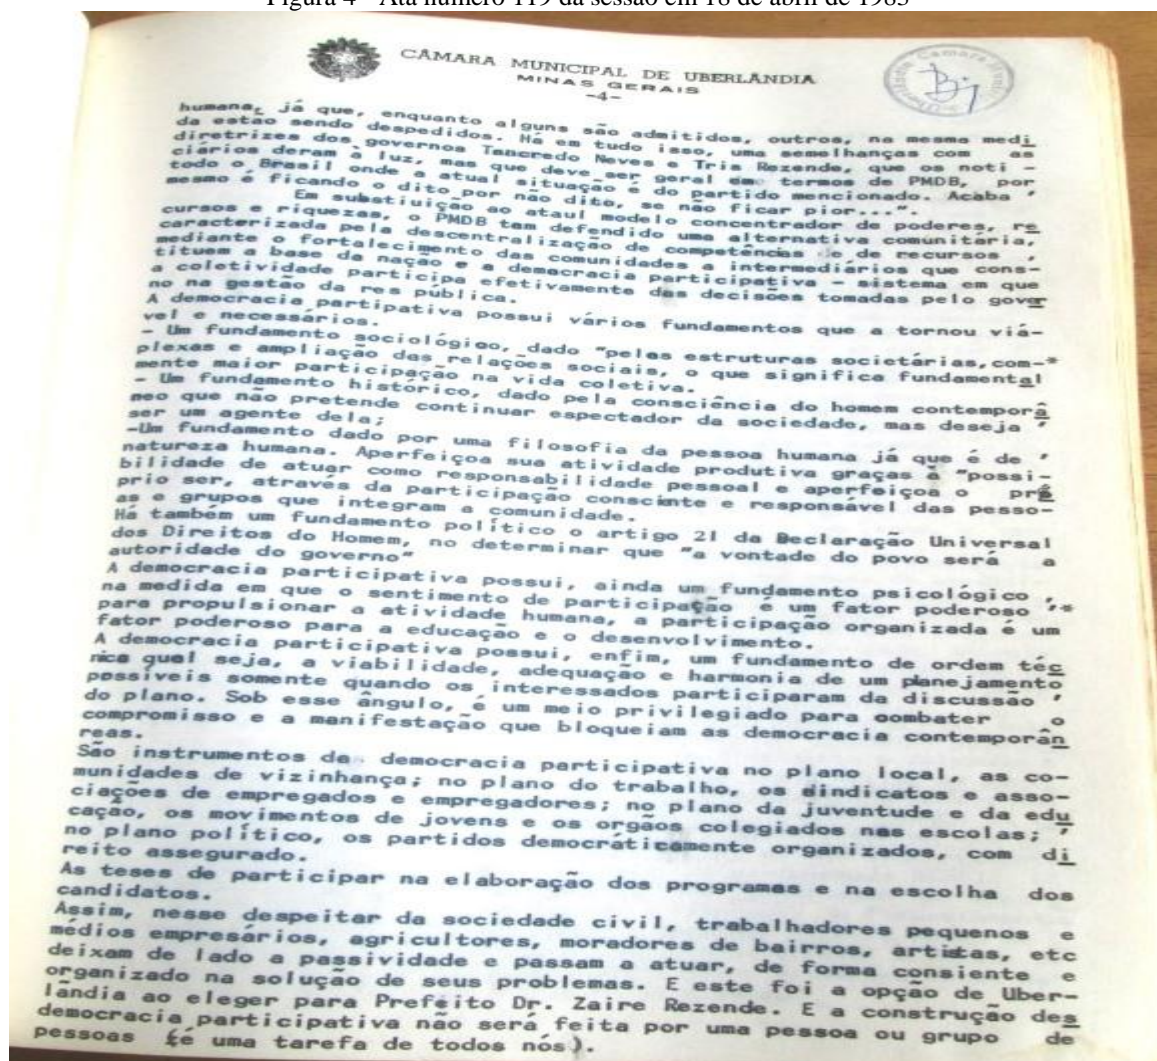 Figura 4 – Ata número 119 da sessão em 18 de abril de 1985
CÂMARA MUNICIPAL DE UBERLÂNDIA
MINAS GERAIS
-4-
humana, já que, enquanto alguns são admitidos, outros, na mesma medi
da estão sendo despedidos. Há em tudo isso, uma semelhanças com as
diretrizes dos governos Tancredo Neves e Tris Rezende, que os noti -
ciários deram à luz, mas que deve ser geral em termos de PMDB, por
todo o Brasil onde a atual situação é do partido mencionado. Acaba '
mesmo é ficando o dito por não dito, se não ficar pior...".
Em substiuição ao ataul modelo concentrador de poderes, re
cursos e riquezas, o PMDB tam defendido uma alternativa comunitária,
caracterizada pela descentralização de competências e de recursos ,
mediante o fortalecimento das comunidades a intermediários que cons-
tituem a base da nação e a democracia participativa - sistema em que
a coletividade participa efetivamente das decisões tomadas pelo gover
no na gestão da res pública.
A democracia partipativa possui vários fundamentos que a tornou viá-
vel e necessários.
- Um fundamento sociológico, dado "pelas estruturas societárias,com-*
plexas e ampliação das relações sociais, o que significa fundamental
mente maior participação na vida coletiva.
- Um fundamento histórico, dado pela consciência do homem contemporâ
neo que não pretende continuar espectador da sociedade, mas deseja '
ser um agente dela;
-Um fundamento dado por uma filosofia da pessoa humana já que é de '
natureza humana. Aperfeiçoa sua atividade produtiva graças à "possi-
bilidade de atuar como responsabilidade pessoal e aperfeiçoa o pró
prio ser, através da participação consciente e responsável das pesso-
as e grupos que integram a comunidade.
Há também um fundamento político o artigo 21 da Declaração Universal
dos Direitos do Homem, no determinar que "a vontade do povo será a
autoridade do governo"
A democracia participativa possui, ainda um fundamento psicológico ,
na medida em que o sentimento de participação é um fator poderoso '*
para propulsionar a atividade humana, a participação organizada é um
fator poderoso para a educação e o desenvolvimento.
A democracia participativa possui, enfim, um fundamento de ordem téc
nica qual seja, a viabilidade, adequação e harmonia de um planejamento
possíveis somente quando os interessados participaram da discussão '
do plano. Sob esse ângulo, é um meio privilegiado para combater o
compromisso e a manifestação que bloqueiam as democracia contemporân
reas.
São instrumentos da democracia participativa no plano local, as co-
munidades de vizinhança; no plano do trabalho, os sindicatos e asso-
ciações de empregados e empregadores; no plano da juventude e da edu
cação, os movimentos de jovens e os orgãos colegiados nas escolas; '
no plano político, os partidos democráticamente organizados, com di
reito assegurado.
As teses de participar na elaboração dos programas e na escolha dos
candidatos.
Assim, nesse despeitar da sociedade civil, trabalhadores pequenos e
médios empresários, agricultores, moradores de bairros, artistas, etc
deixam de lado a passividade e passam a atuar, de forma consiente e
organizado na solução de seus problemas. E este foi a opção de Uber-
lândia ao eleger para Prefeito Dr. Zaire Rezende. E a construção des
democracia participativa não será feita por uma pessoa ou grupo de
pessoas (é uma tarefa de todos nós).